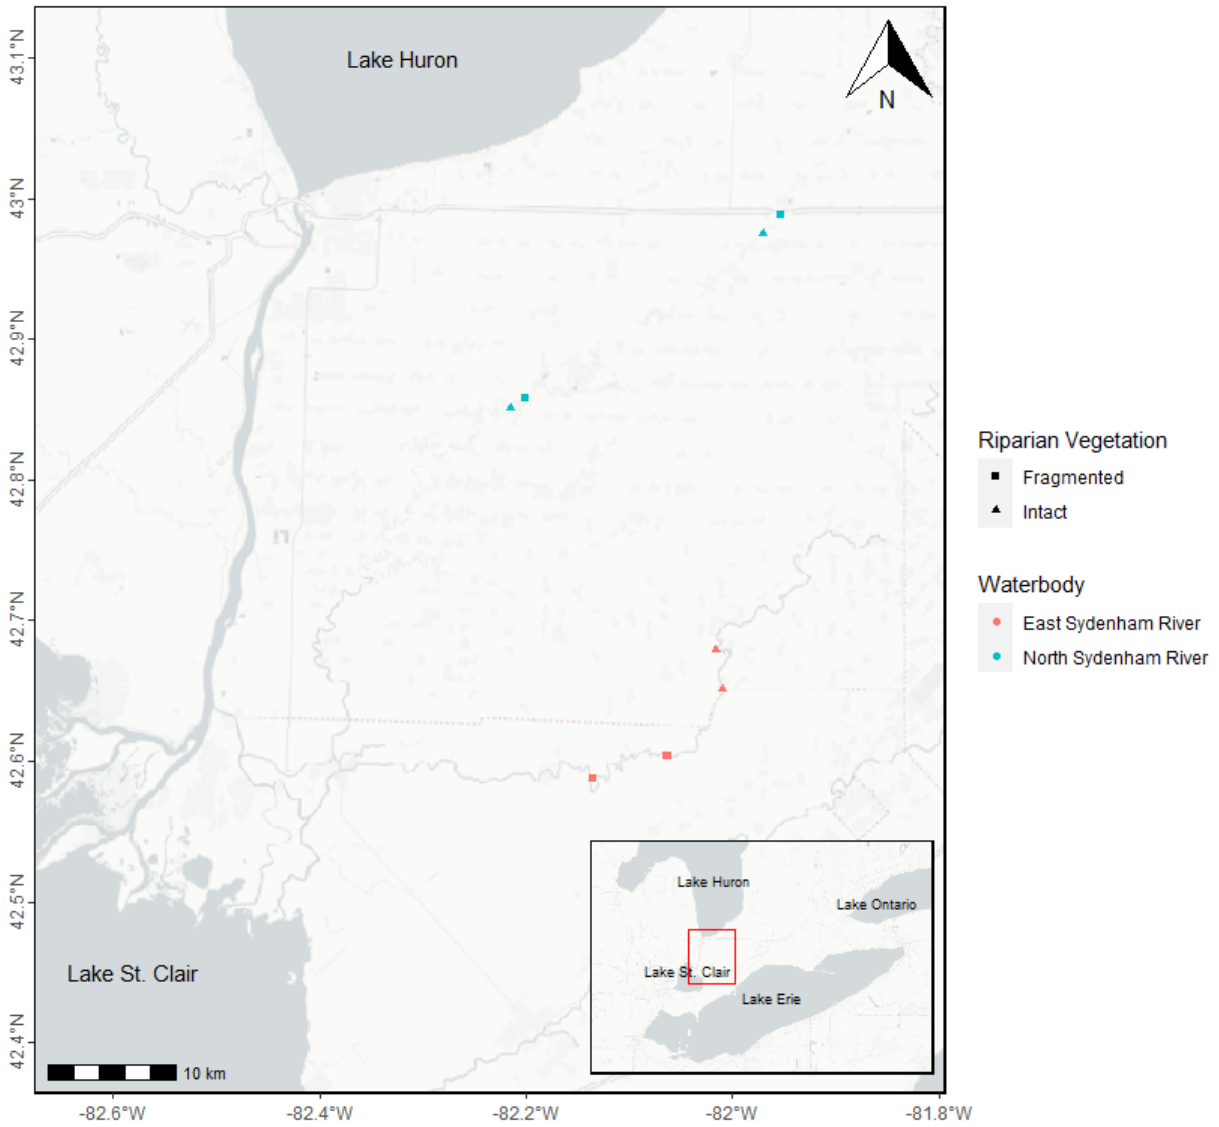 Lake Huron
N
43.1°N
43°N
42.9°N
42.8°N
42.7°N
42.6°N
42.5°N
42.4°N
Riparian Vegetation
Fragmented
Intact
Waterbody
East Sydenham River
North Sydenham River
Lake Huron
Lake Ontario
Lake St. Clair
Lake Erie
Lake St. Clair
10 km
-82.6°W
-82.4°W
-82.2°W
-82°W
-81.8°W